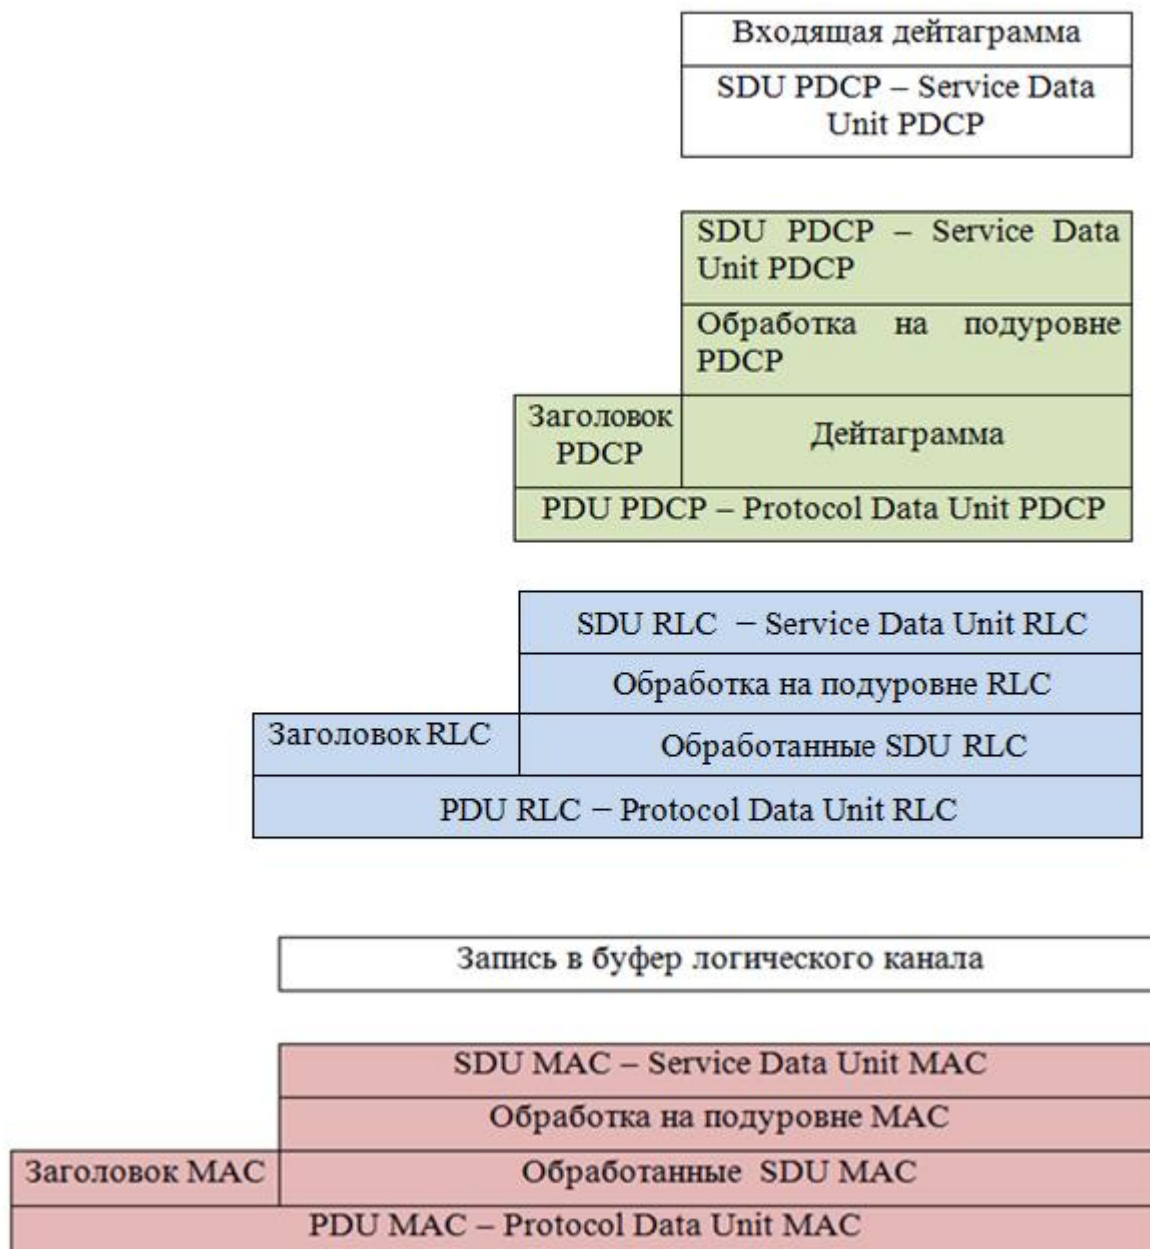 Входящая дейтаграмма
SDU PDCP – Service Data
Unit PDCP
SDU PDCP – Service Data
Unit PDCP
Обработка на подуровне
PDCP
Заголовок
PDCP
Дейтаграмма
PDU PDCP – Protocol Data Unit PDCP
SDU RLC – Service Data Unit RLC
Обработка на подуровне RLC
Заголовок RLC
Обработанные SDU RLC
PDU RLC – Protocol Data Unit RLC
Запись в буфер логического канала
SDU MAC – Service Data Unit MAC
Обработка на подуровне MAC
Заголовок MAC
Обработанные SDU MAC
PDU MAC – Protocol Data Unit MAC